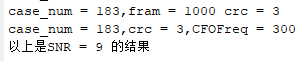 case_num = 183,fram = 1000 crc = 3
case_num = 183,crc = 3,CFOFreq = 300
以上是SNR = 9 的结果